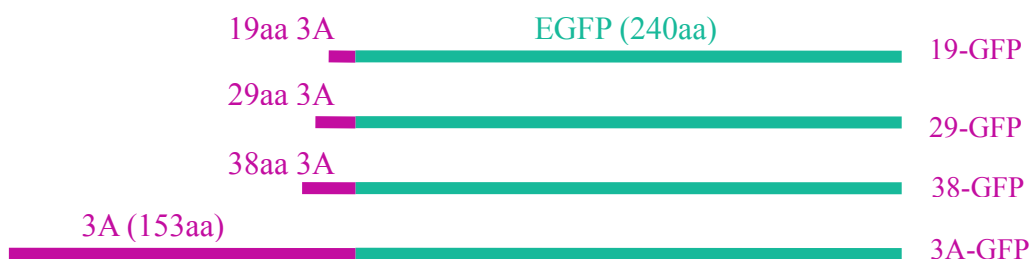 19aa 3A EGFP (240aa) 19-GFP
29aa 3A 29-GFP
38aa 3A 38-GFP
3A (153aa) 3A-GFP